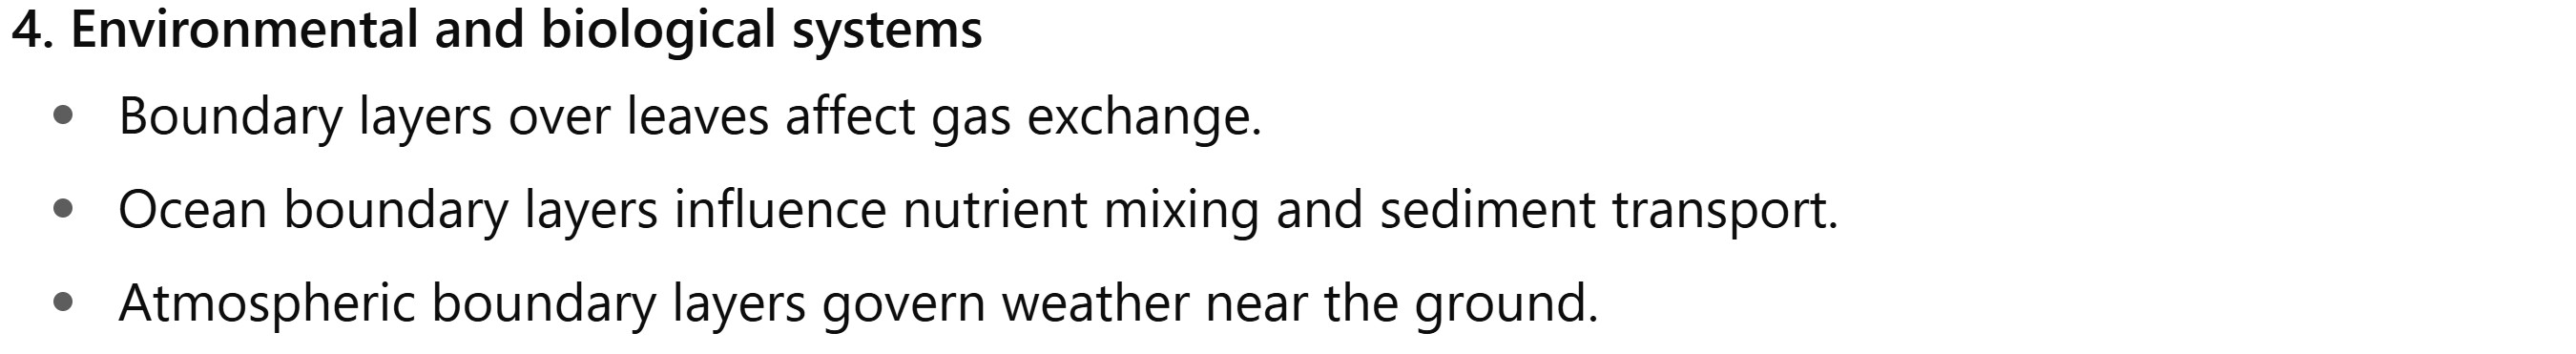 4. Environmental and biological systems
• Boundary layers over leaves affect gas exchange.
• Ocean boundary layers influence nutrient mixing and sediment transport.
• Atmospheric boundary layers govern weather near the ground.